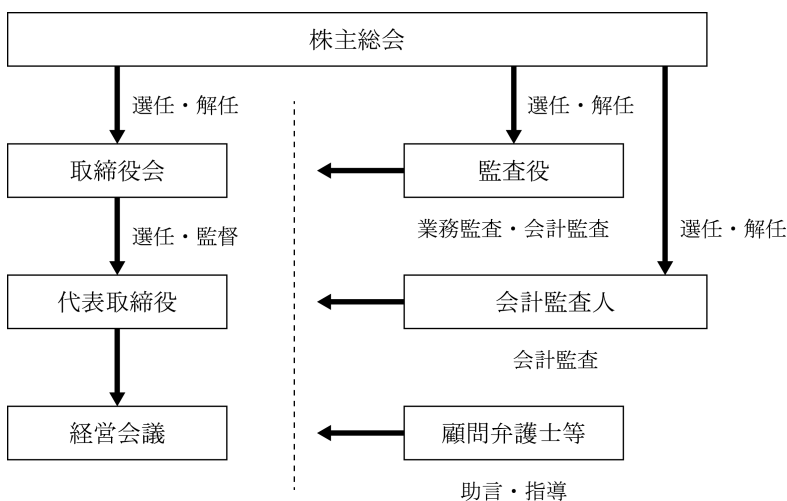 株主総会
選任・解任
選任・解任
取締役会
監査役
業務監査・会計監査
選任・解任
選任・監督
代表取締役
会計監査人
会計監査
経営会議
顧問弁護士等
助言・指導